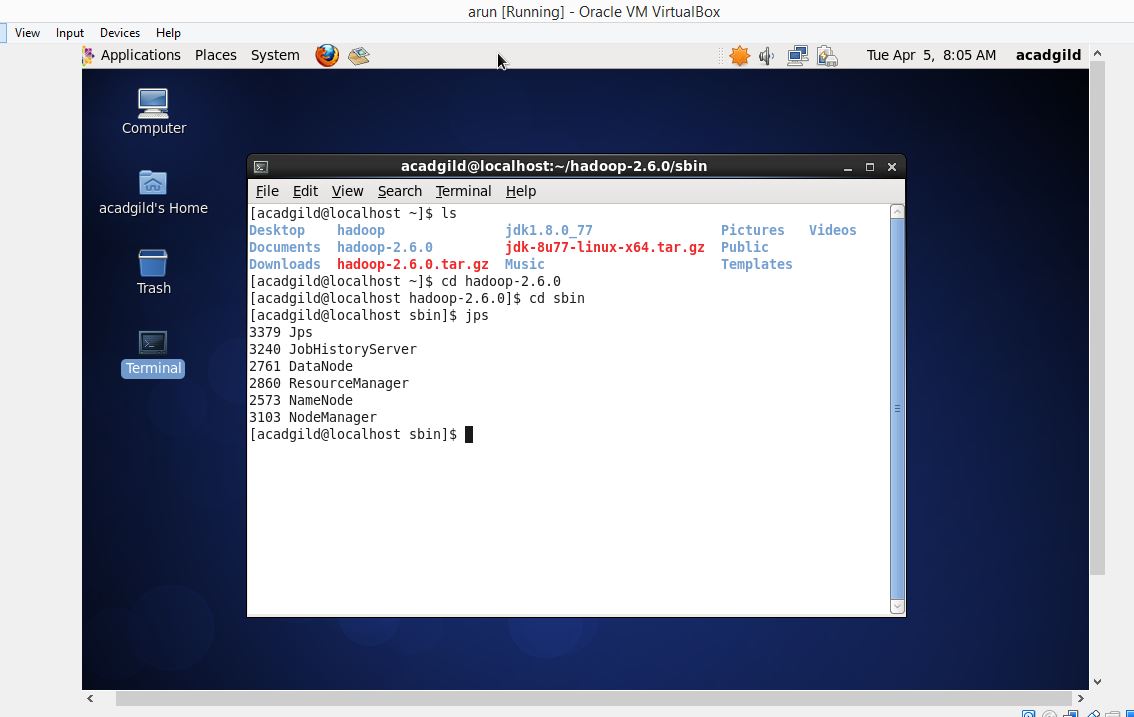 arun [Running] - Oracle VM VirtualBox
View Input Devices Help
Applications Places System Tue Apr 5, 8:05 AM acadgild
Computer
acadgild's Home
Trash
Terminal
acadgild@localhost:~/hadoop-2.6.0/sbin
File Edit View Search Terminal Help
[acadgild@localhost ~]$ ls
Desktop hadoop jdk1.8.0_77 Pictures Videos
Documents hadoop-2.6.0 jdk-8u77-linux-x64.tar.gz Public
Downloads hadoop-2.6.0.tar.gz Music Templates
[acadgild@localhost ~]$ cd hadoop-2.6.0
[acadgild@localhost hadoop-2.6.0]$ cd sbin
[acadgild@localhost sbin]$ jps
3379 Jps
3240 JobHistoryServer
2761 DataNode
2860 ResourceManager
2573 NameNode
3103 NodeManager
[acadgild@localhost sbin]$